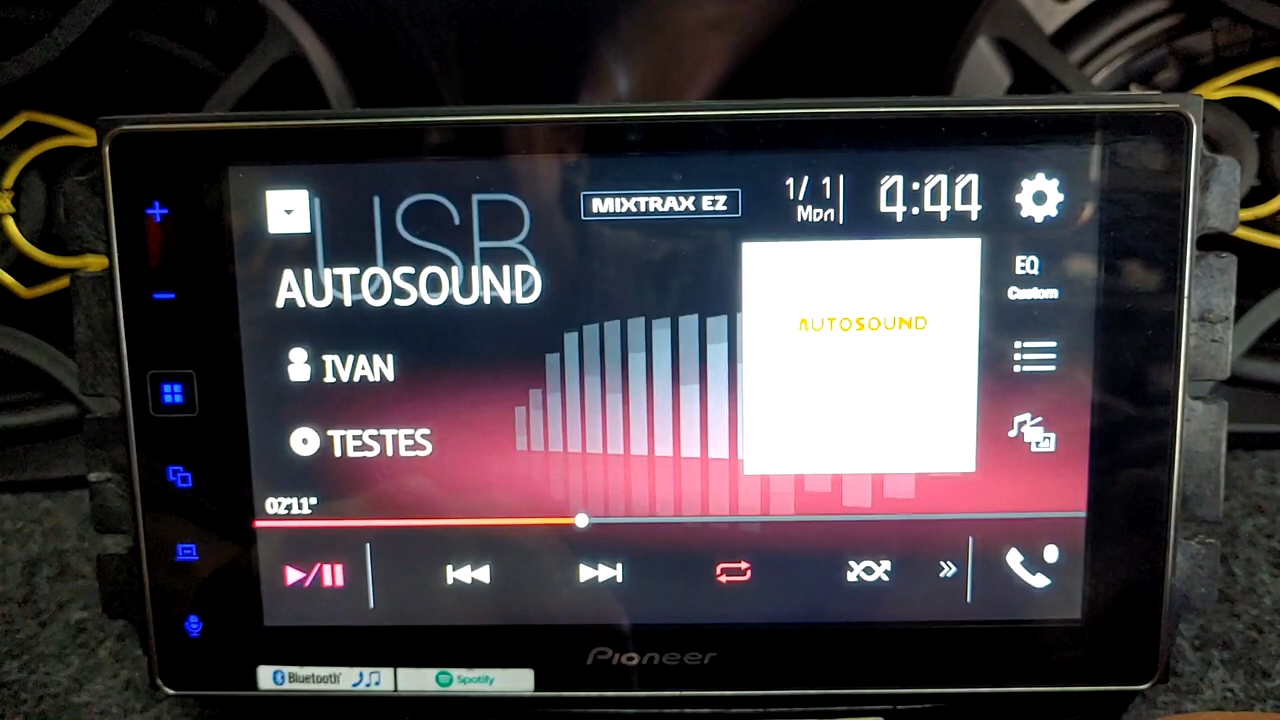 USB
MIXTRAX EZ
1/ 1
Mon
4:44
AUTOSOUND
EQ
Custom
AUTOSOUND
IVAN
TESTES
02'11"
Pioneer
Bluetooth
Spotify